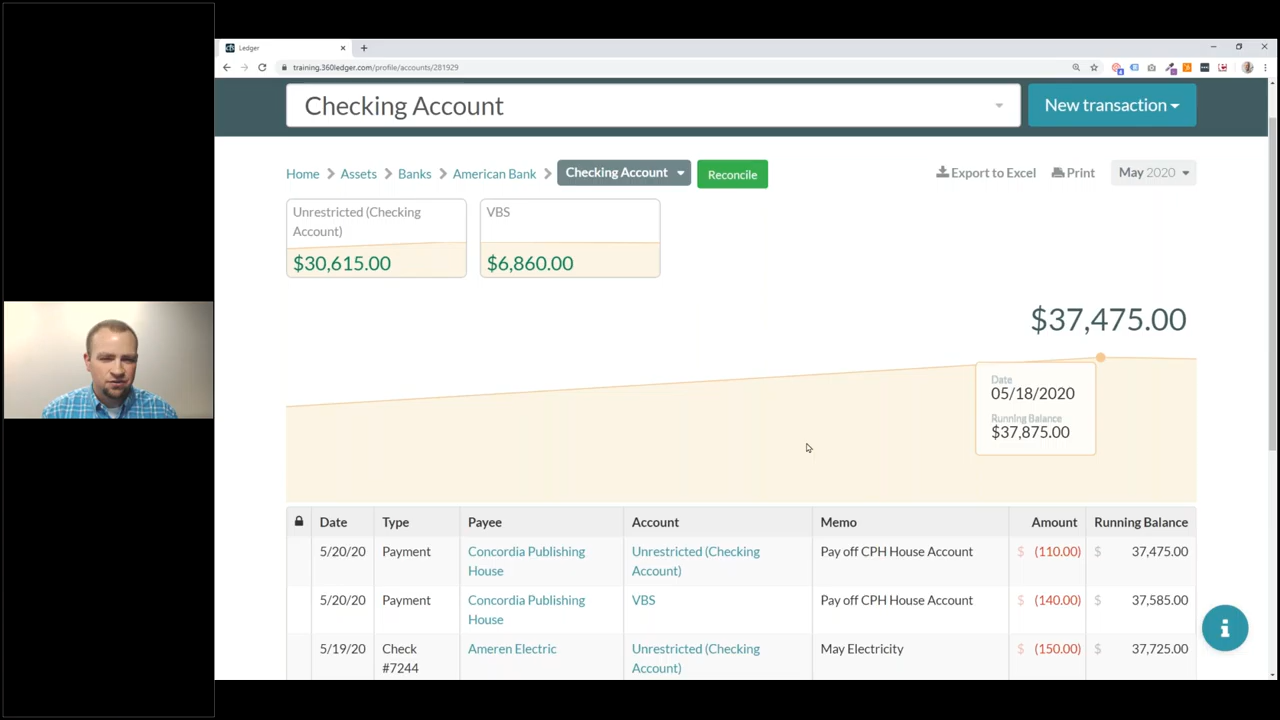 Ledger
training.360ledger.com/profile/accounts/281929
Checking Account
New transaction
Home
Assets
Banks
American Bank
Checking Account
Reconcile
Export to Excel
Print
May 2020
Unrestricted (Checking
Account)
$30,615.00
VBS
$6,860.00
$37,475.00
Date
05/18/2020
Running Balance
$37,875.00
Date Type Payee Account Memo Amount Running Balance
5/20/20 Payment Concordia Publishing Unrestricted (Checking Pay off CPH House Account $ (110.00) $ 37,475.00
House Account)
5/20/20 Payment Concordia Publishing VBS Pay off CPH House Account $ (140.00) $ 37,585.00
House
5/19/20 Check Ameren Electric Unrestricted (Checking May Electricity $ (150.00) $ 37,725.00
#7244 Account)